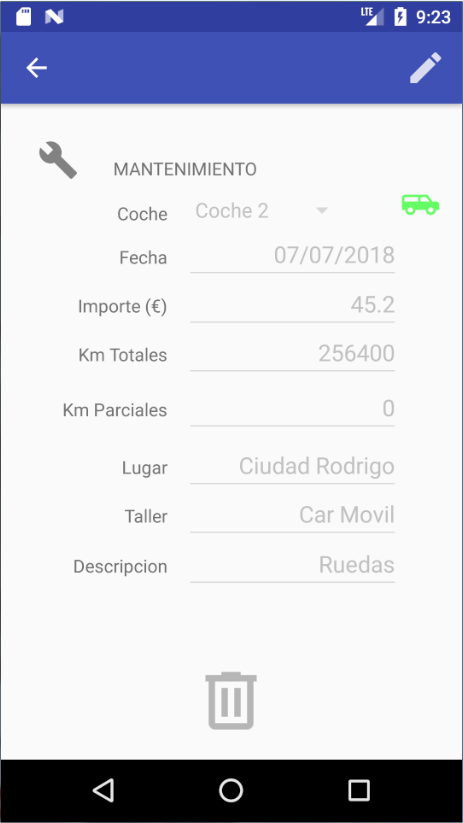 LTE 9:23
MANTENIMIENTO
Coche Coche 2
Fecha 07/07/2018
Importe (€) 45.2
Km Totales 256400
Km Parciales 0
Lugar Ciudad Rodrigo
Taller Car Movil
Descripcion Ruedas